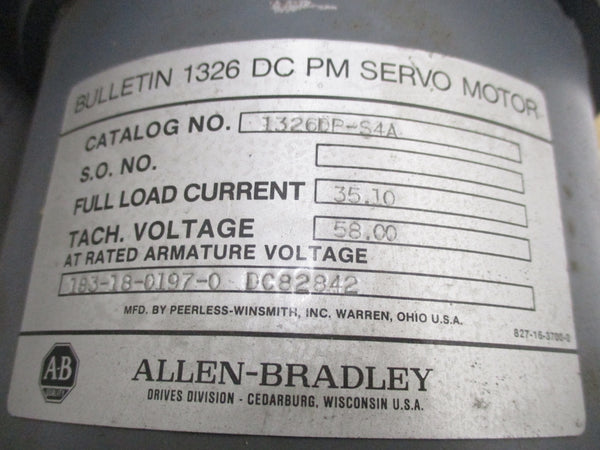 BULLETIN 1326 DC PM SERVO MOTOR
CATALOG NO. 1326DP-S4A
S.O. NO.
FULL LOAD CURRENT 35.10
TACH. VOLTAGE 58.00
AT RATED ARMATURE VOLTAGE
183-18-0197-0 DC82842
MFD. BY PEERLESS-WINSMITH, INC. WARREN, OHIO U.S.A.
827-16-3700-0
A-B
ALLEN-BRADLEY
DRIVES DIVISION - CEDARBURG, WISCONSIN U.S.A.